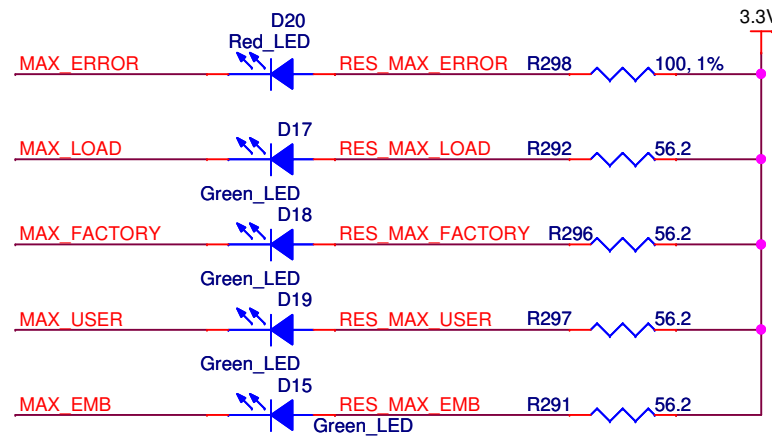 D20
3.3V
Red_LED
MAX_ERROR RES_MAX_ERROR R298 100, 1%
D17
MAX_LOAD RES_MAX_LOAD R292 56.2
Green_LED
D18
MAX_FACTORY RES_MAX_FACTORY R296 56.2
Green_LED
D19
MAX_USER RES_MAX_USER R297 56.2
Green_LED
D15
MAX_EMB RES_MAX_EMB R291 56.2
Green_LED